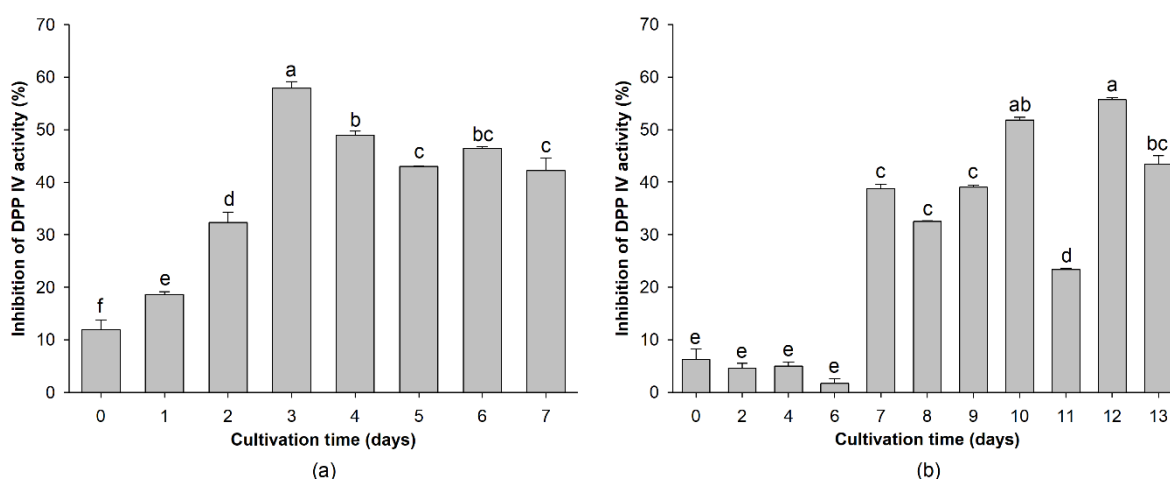 Inhibition of DPP IV activity (%)
70
60
50
40
30
20
10
0
f
e
d
a
b
c
bc
c
0 1 2 3 4 5 6 7
Cultivation time (days)
(a)
Inhibition of DPP IV activity (%)
70
60
50
40
30
20
10
0
e
e
e
e
c
c
c
ab
d
a
bc
0 2 4 6 7 8 9 10 11 12 13
Cultivation time (days)
(b)